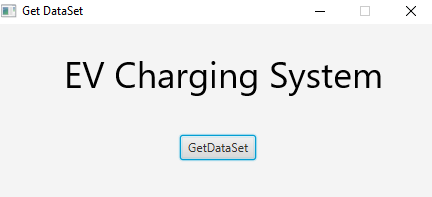 Get DataSet
EV Charging System
GetDataSet